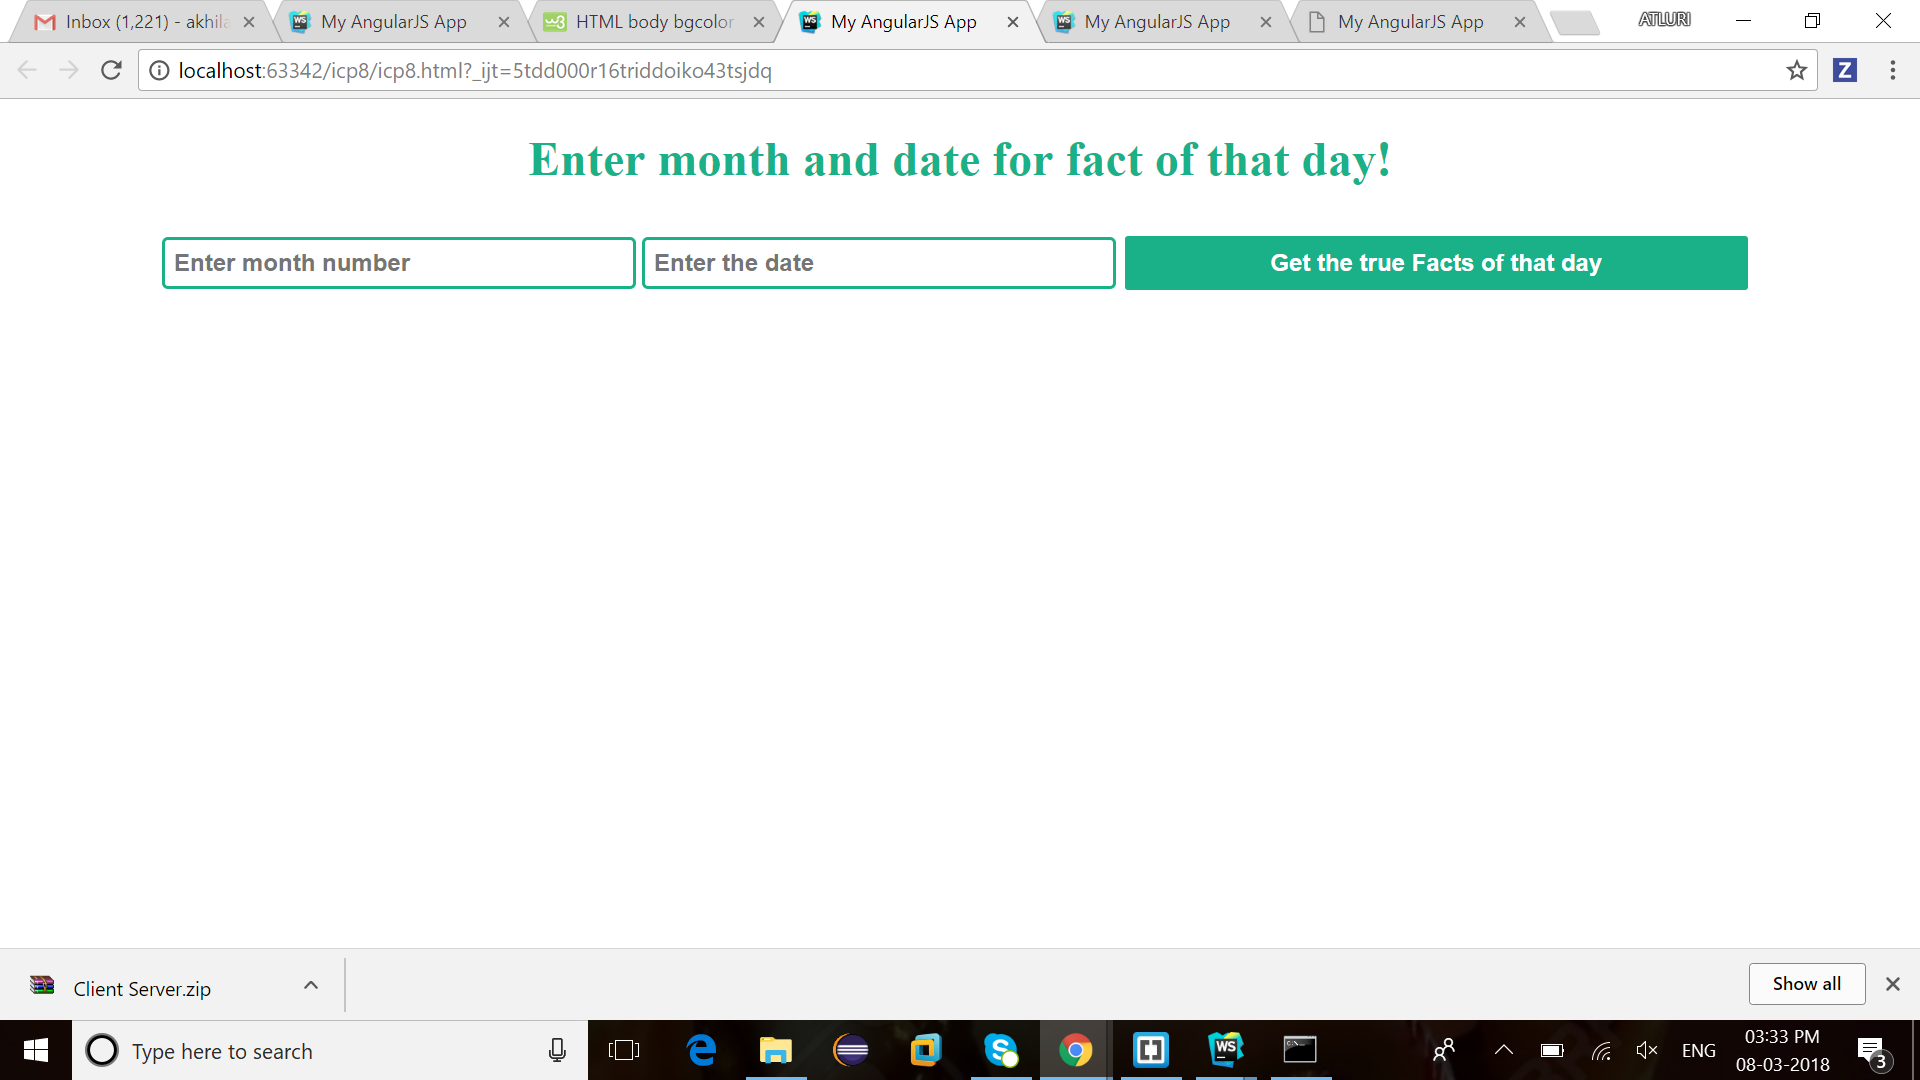 Inbox (1,221) - akhila
My AngularJS App
HTML body bgcolor
My AngularJS App
My AngularJS App
My AngularJS App
ATLURI
localhost:63342/icp8/icp8.html?_ijt=5tdd000r16triddoiko43tsjdq
Z
Enter month and date for fact of that day!
Enter month number
Enter the date
Get the true Facts of that day
Client Server.zip
Show all
Type here to search
WS
ENG
03:33 PM
08-03-2018
3